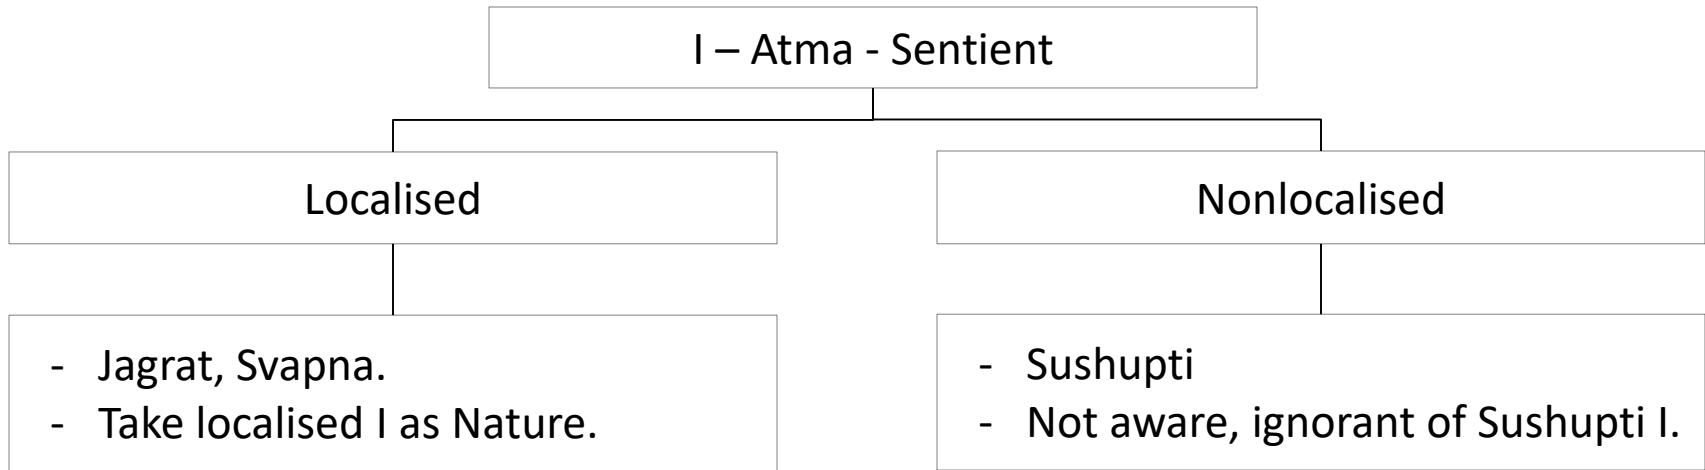 I – Atma - Sentient
Localised
Nonlocalised
- Jagrat, Svapna.
- Take localised I as Nature.
- Sushupti
- Not aware, ignorant of Sushupti I.